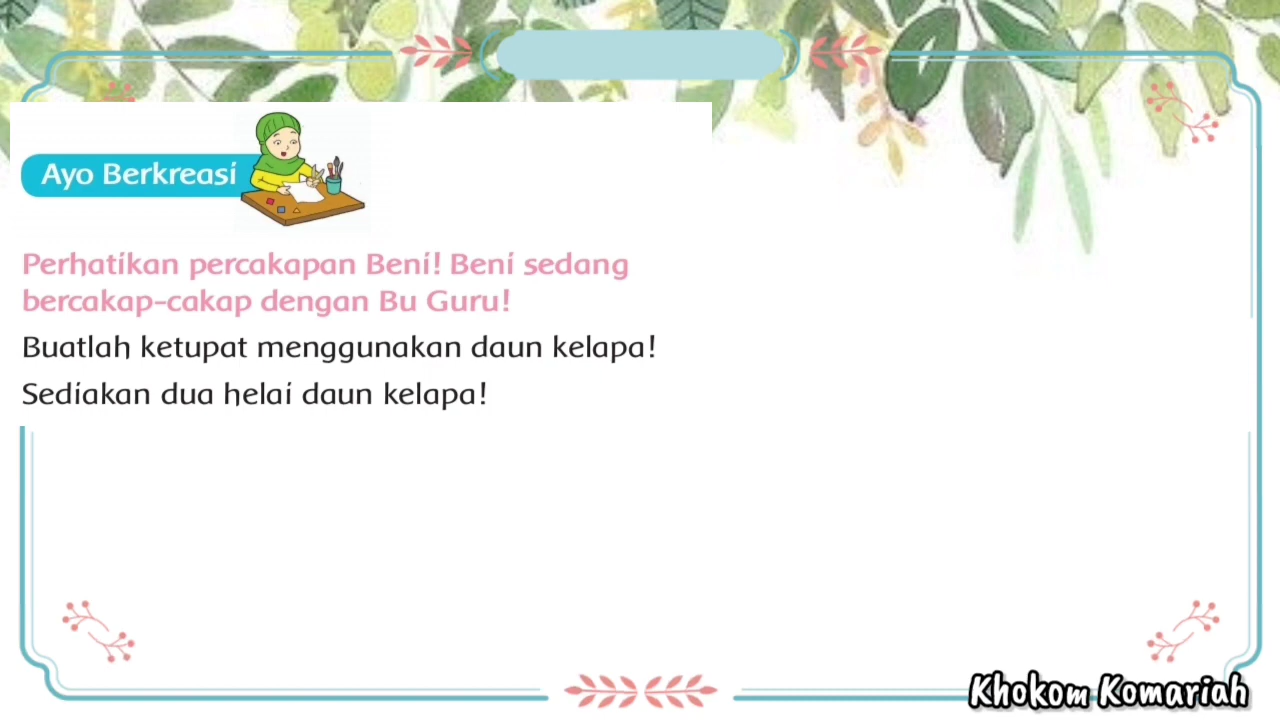 Ayo Berkreasi
Perhatikan percakapan Beni! Beni sedang
bercakap-cakap dengan Bu Guru!
Buatlah ketupat menggunakan daun kelapa!
Sediakan dua helai daun kelapa!
Khokom Komariah